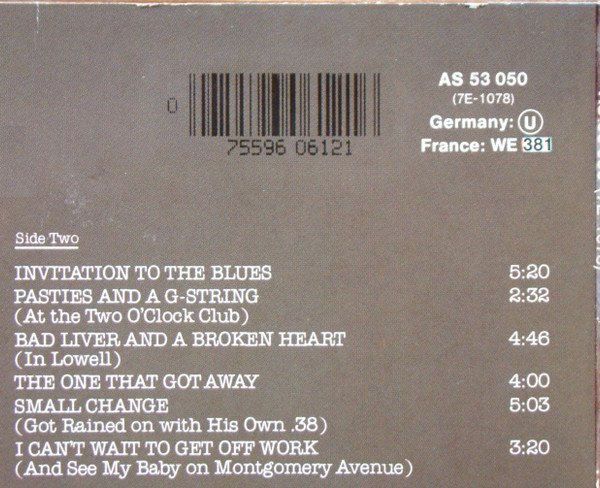 AS 53 050
(7E-1078)
Germany: U
France: WE 381
0
75596 06121
Side Two
INVITATION TO THE BLUES 5:20
PASTIES AND A G-STRING 2:32
(At the Two O'Clock Club)
BAD LIVER AND A BROKEN HEART 4:46
(In Lowell)
THE ONE THAT GOT AWAY 4:00
SMALL CHANGE 5:03
(Got Rained on with His Own .38)
I CAN'T WAIT TO GET OFF WORK 3:20
(And See My Baby on Montgomery Avenue)